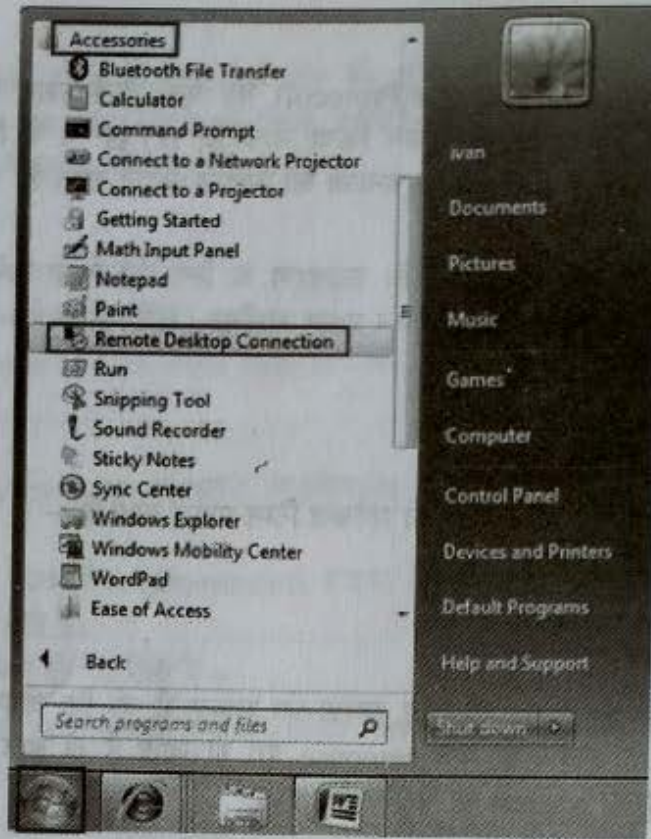 Accessories
Bluetooth File Transfer
Calculator
Command Prompt
Connect to a Network Projector
Connect to a Projector
Getting Started
Math Input Panel
Notepad
Paint
Remote Desktop Connection
Run
Snipping Tool
Sound Recorder
Sticky Notes
Sync Center
Windows Explorer
Windows Mobility Center
WordPad
Ease of Access
Back
Search programs and files
ivan
Documents
Pictures
Music
Games
Computer
Control Panel
Devices and Printers
Default Programs
Help and Support
Shut down